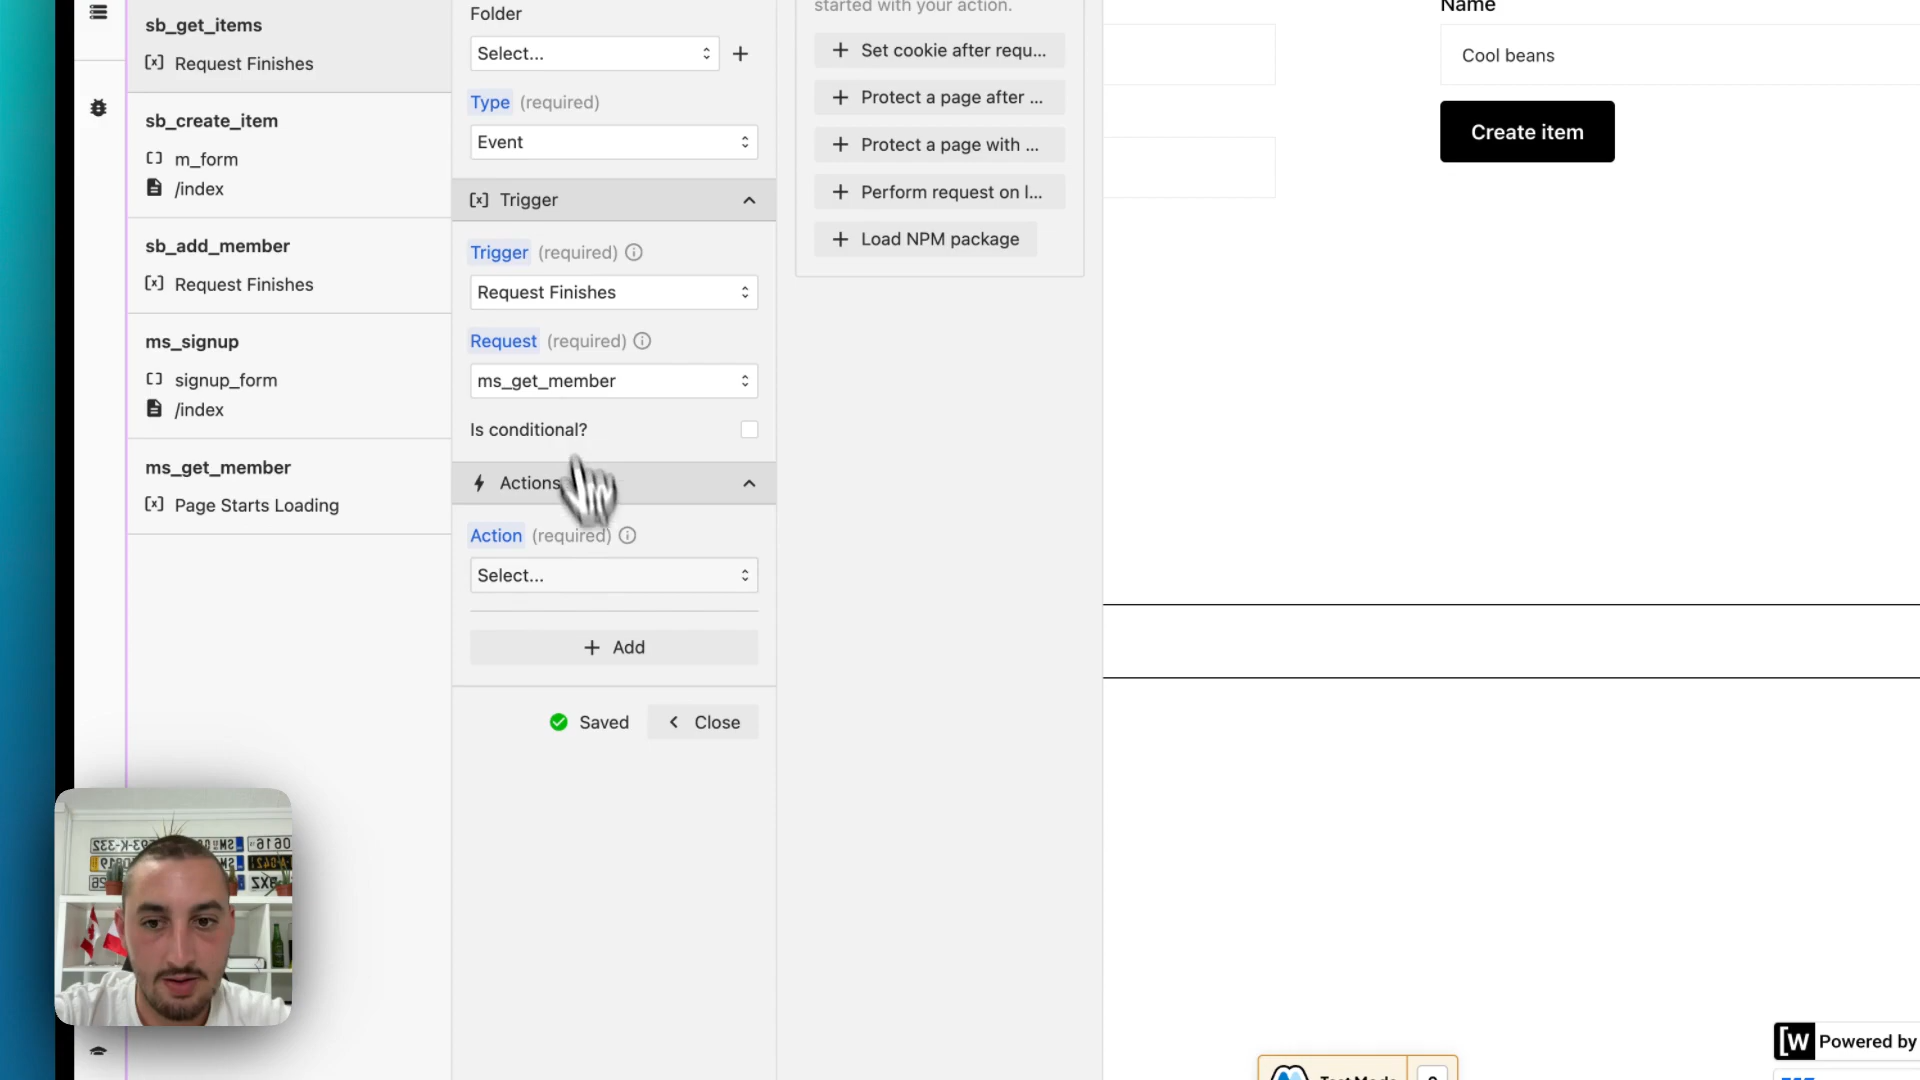 sb_get_items
Request Finishes
sb_create_item
m_form
/index
sb_add_member
Request Finishes
ms_signup
signup_form
/index
ms_get_member
Page Starts Loading
Folder
Select...
Type (required)
Event
Trigger
Trigger (required)
Request Finishes
Request (required)
ms_get_member
Is conditional?
Actions
Action (required)
Select...
Add
Saved
Close
started with your action.
Set cookie after requ...
Protect a page after ...
Protect a page with ...
Perform request on l...
Load NPM package
Name
Cool beans
Create item
Powered by
Test Mode